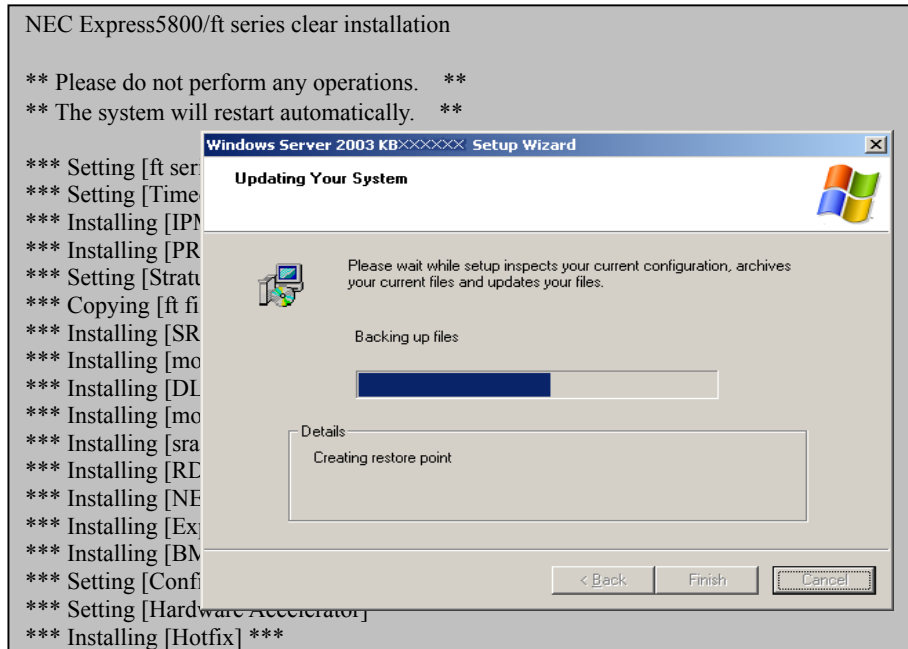 NEC Express5800/ft series clear installation
** Please do not perform any operations. **
** The system will restart automatically. **
*** Setting [ft ser
*** Setting [Time
*** Installing [IPM
*** Installing [PR
*** Setting [Stratu
*** Copying [ft fi
*** Installing [SR
*** Installing [mo
*** Installing [DL
*** Installing [mo
*** Installing [sra
*** Installing [RD
*** Installing [NE
*** Installing [Ex
*** Installing [BM
*** Setting [Confi
*** Setting [Hardware Accelerator]
*** Installing [Hotfix] ***
Windows Server 2003 KB×××××× Setup Wizard
Updating Your System
Please wait while setup inspects your current configuration, archives
your current files and updates your files.
Backing up files
Details
Creating restore point
< Back
Finish
Cancel